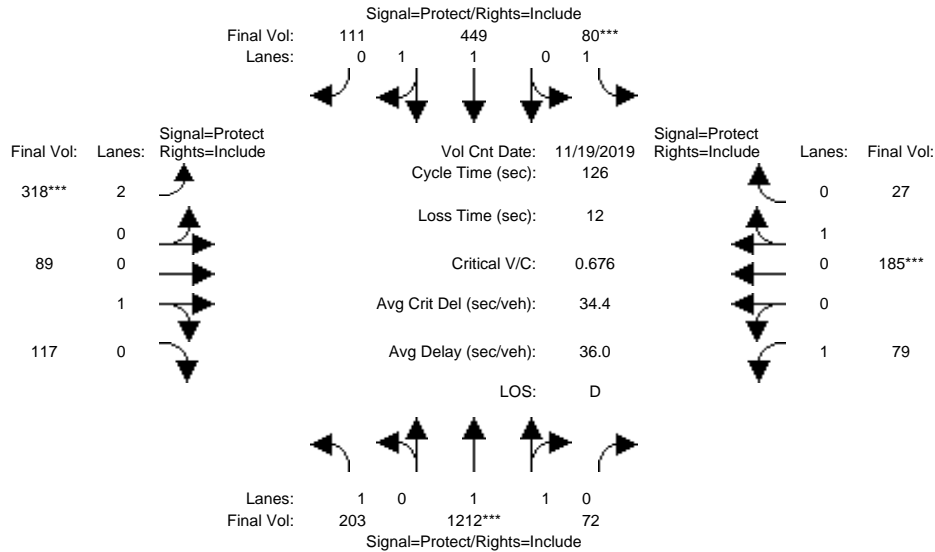 Signal=Protect/Rights=Include
Final Vol: 111 449 80***
Lanes: 0 1 1 0 1
Signal=Protect
Final Vol: Lanes: Rights=Include
Vol Cnt Date: 11/19/2019
Signal=Protect
Rights=Include Lanes: Final Vol:
Cycle Time (sec): 126
318*** 2
0 27
Loss Time (sec): 12
0
1
89 0
Critical V/C: 0.676
0 185***
1
Avg Crit Del (sec/veh): 34.4
0
117 0
Avg Delay (sec/veh): 36.0
1 79
LOS: D
Lanes: 1 0 1 1 0
Final Vol: 203 1212*** 72
Signal=Protect/Rights=Include